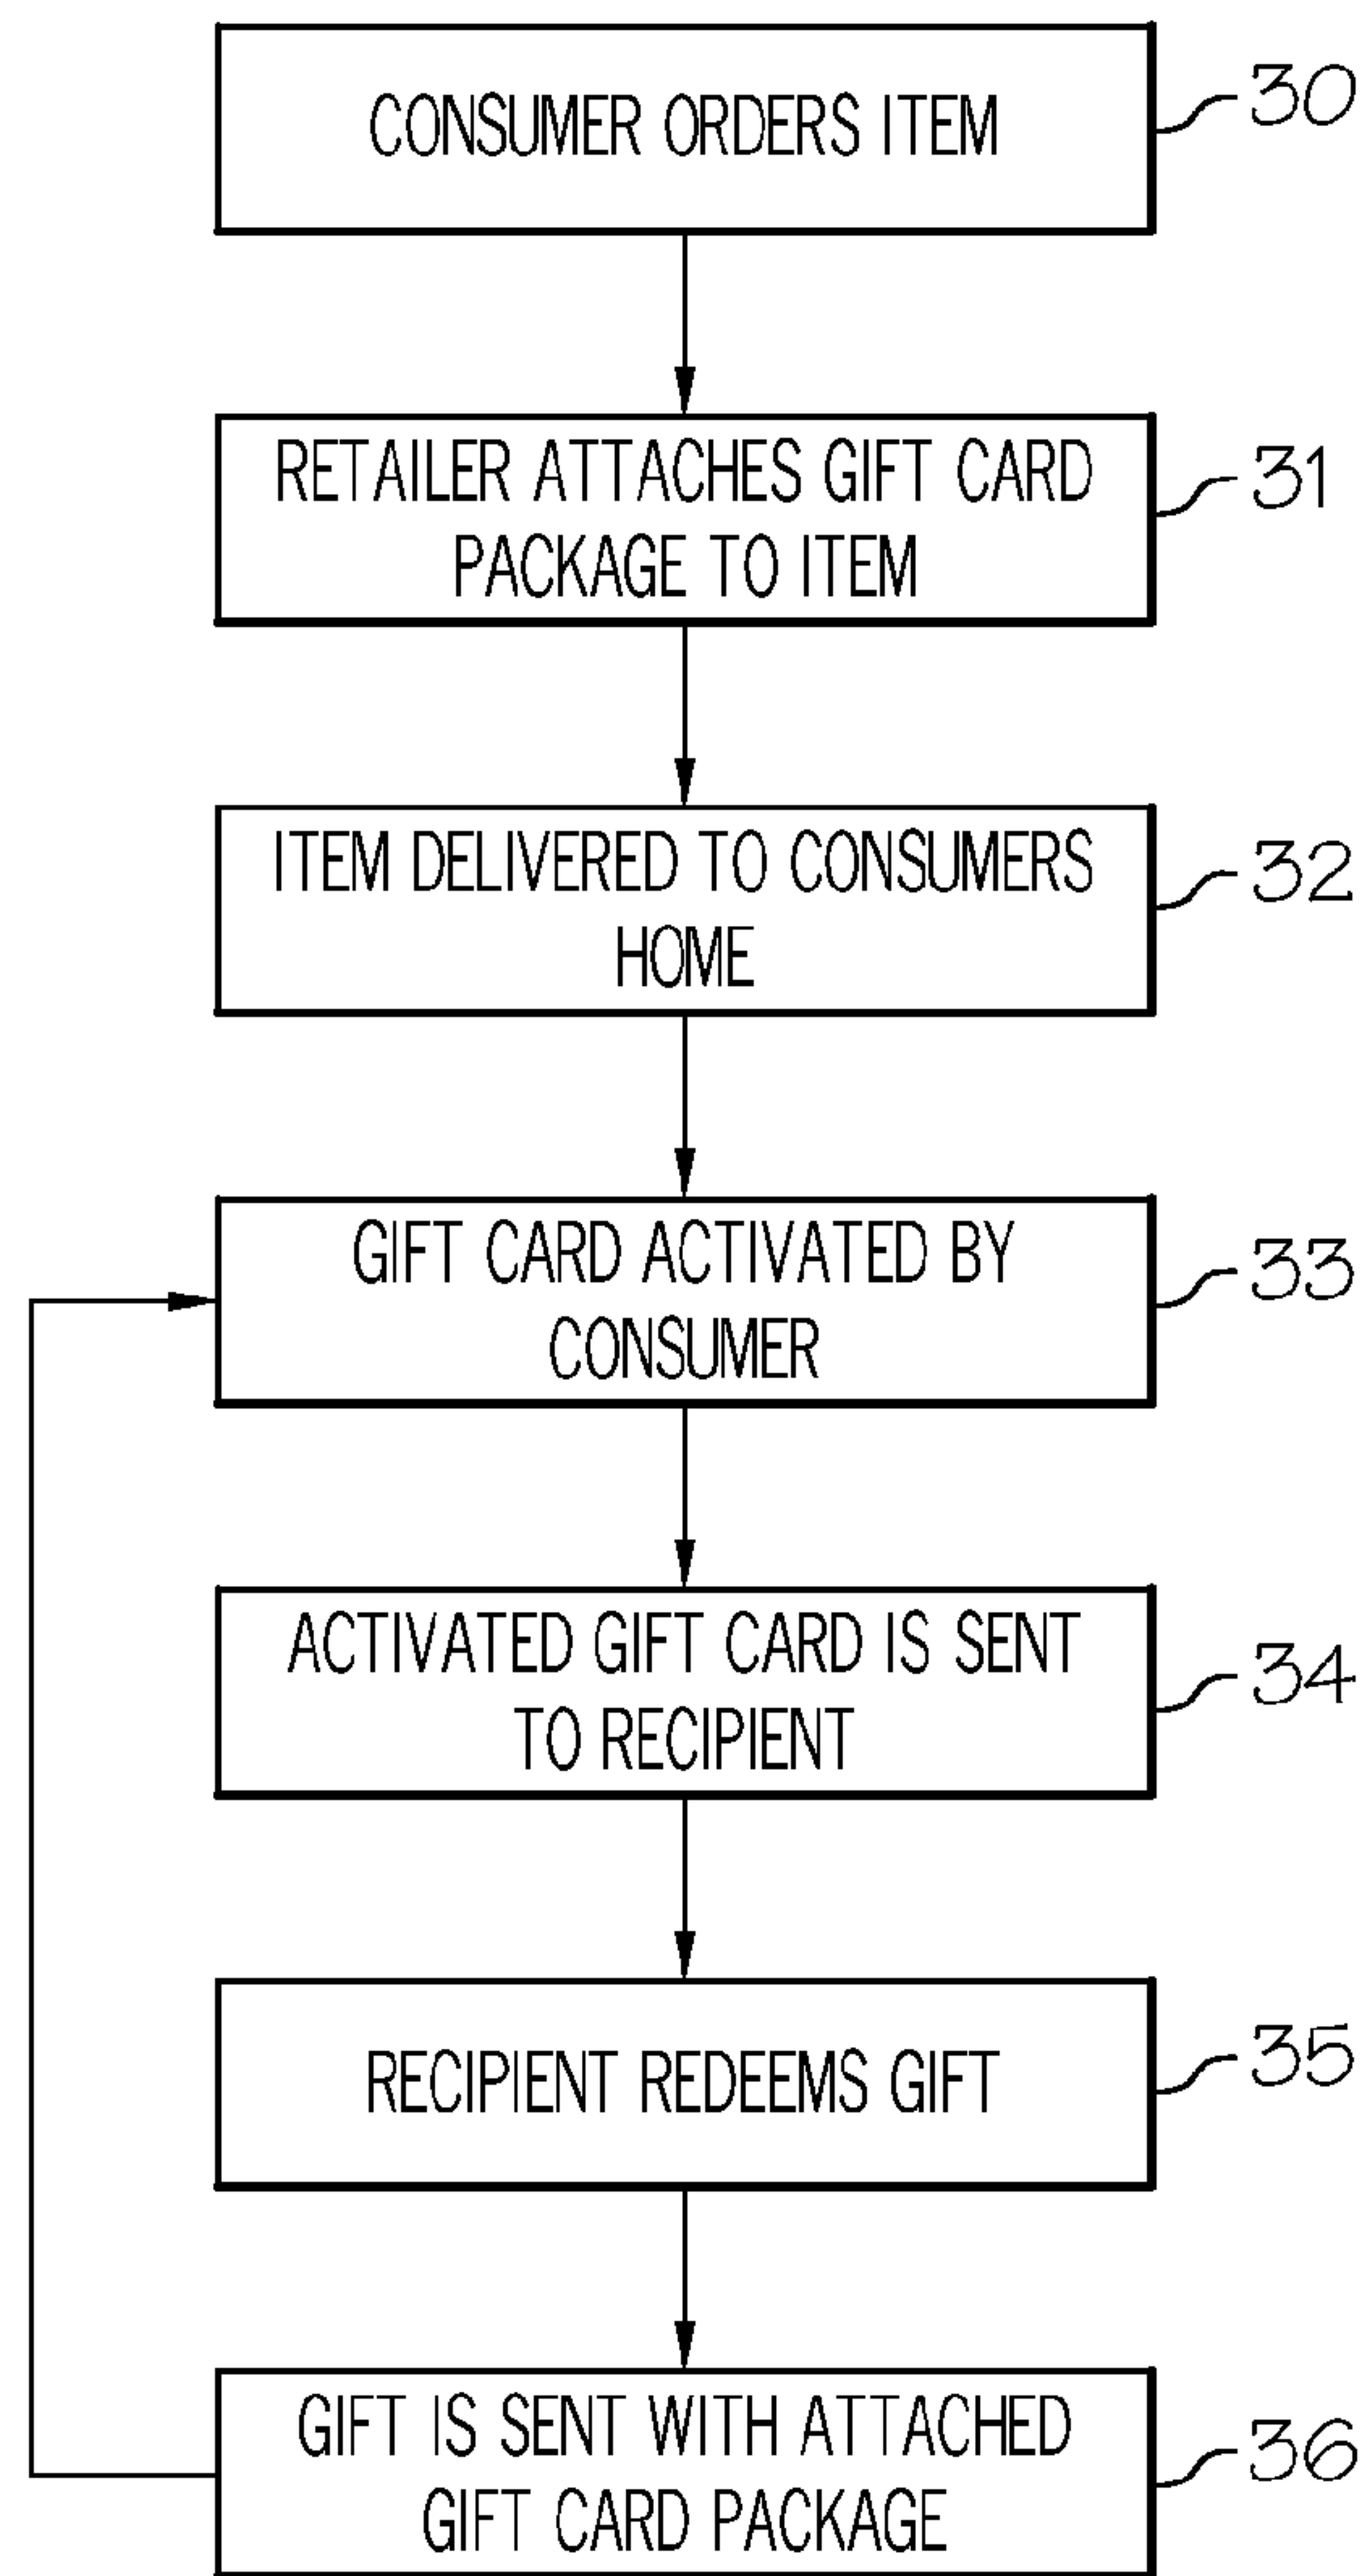 CONSUMER ORDERS ITEM
30
RETAILER ATTACHES GIFT CARD
PACKAGE TO ITEM
31
ITEM DELIVERED TO CONSUMERS
HOME
32
GIFT CARD ACTIVATED BY
CONSUMER
33
ACTIVATED GIFT CARD IS SENT
TO RECIPIENT
34
RECIPIENT REDEEMS GIFT
35
GIFT IS SENT WITH ATTACHED
GIFT CARD PACKAGE
36